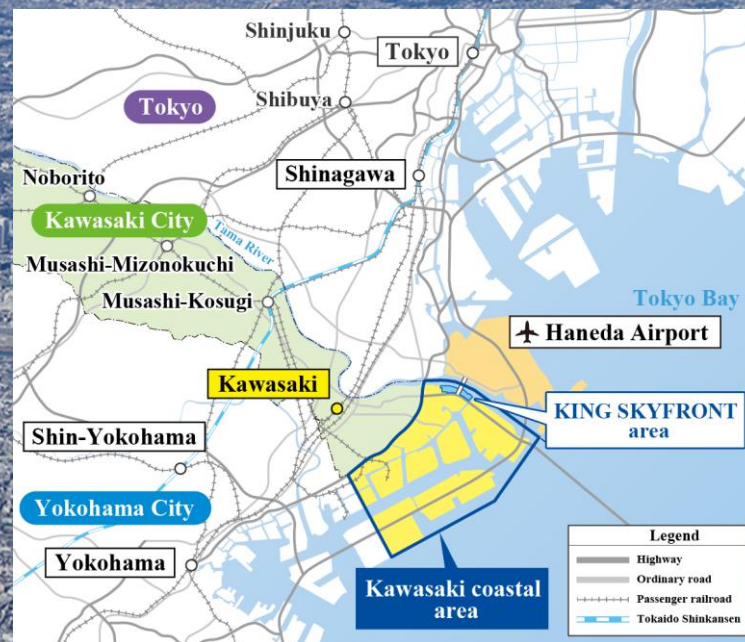 Shinjuku
Tokyo
Tokyo
Shibuya
Noborito
Shinagawa
Kawasaki City
Tama River
Musashi-Mizonokuchi
Musashi-Kosugi
Tokyo Bay
Haneda Airport
Kawasaki
KING SKYFRONT
area
Shin-Yokohama
Yokohama City
Yokohama
Kawasaki coastal
area
Legend
Highway
Ordinary road
Passenger railroad
Tokaido Shinkansen